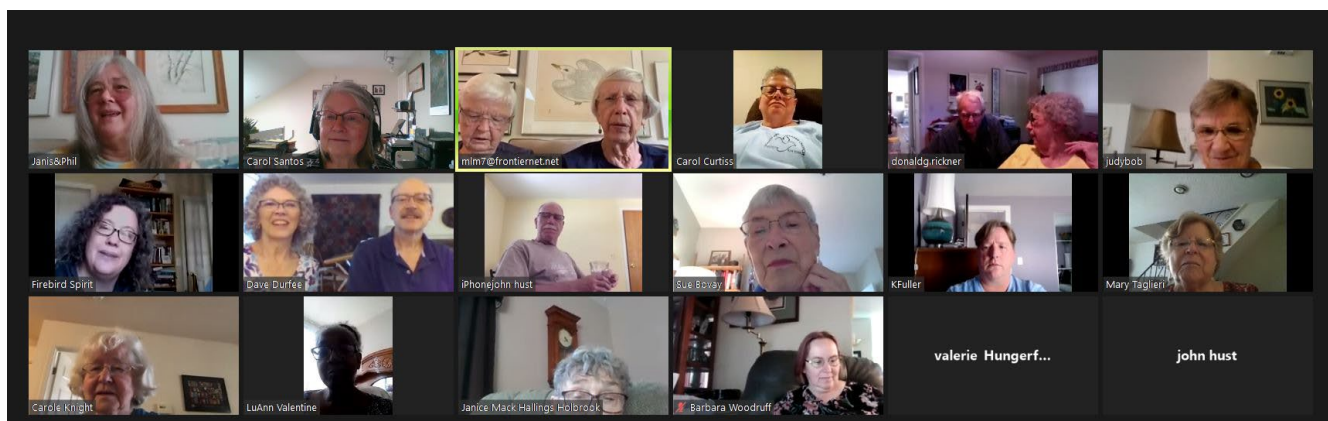 Janis&Phil
Carol Santos
mlm7@frontiernet.net
Carol Curtiss
donaldg.rickner
judybob
Firebird Spirit
Dave Durfee
iPhonejohn hust
Sue Bovay
KFuller
Mary Taglieri
Carole Knight
LuAnn Valentine
Janice Mack Hallings Holbrook
Barbara Woodruff
valerie Hungerf...
john hust